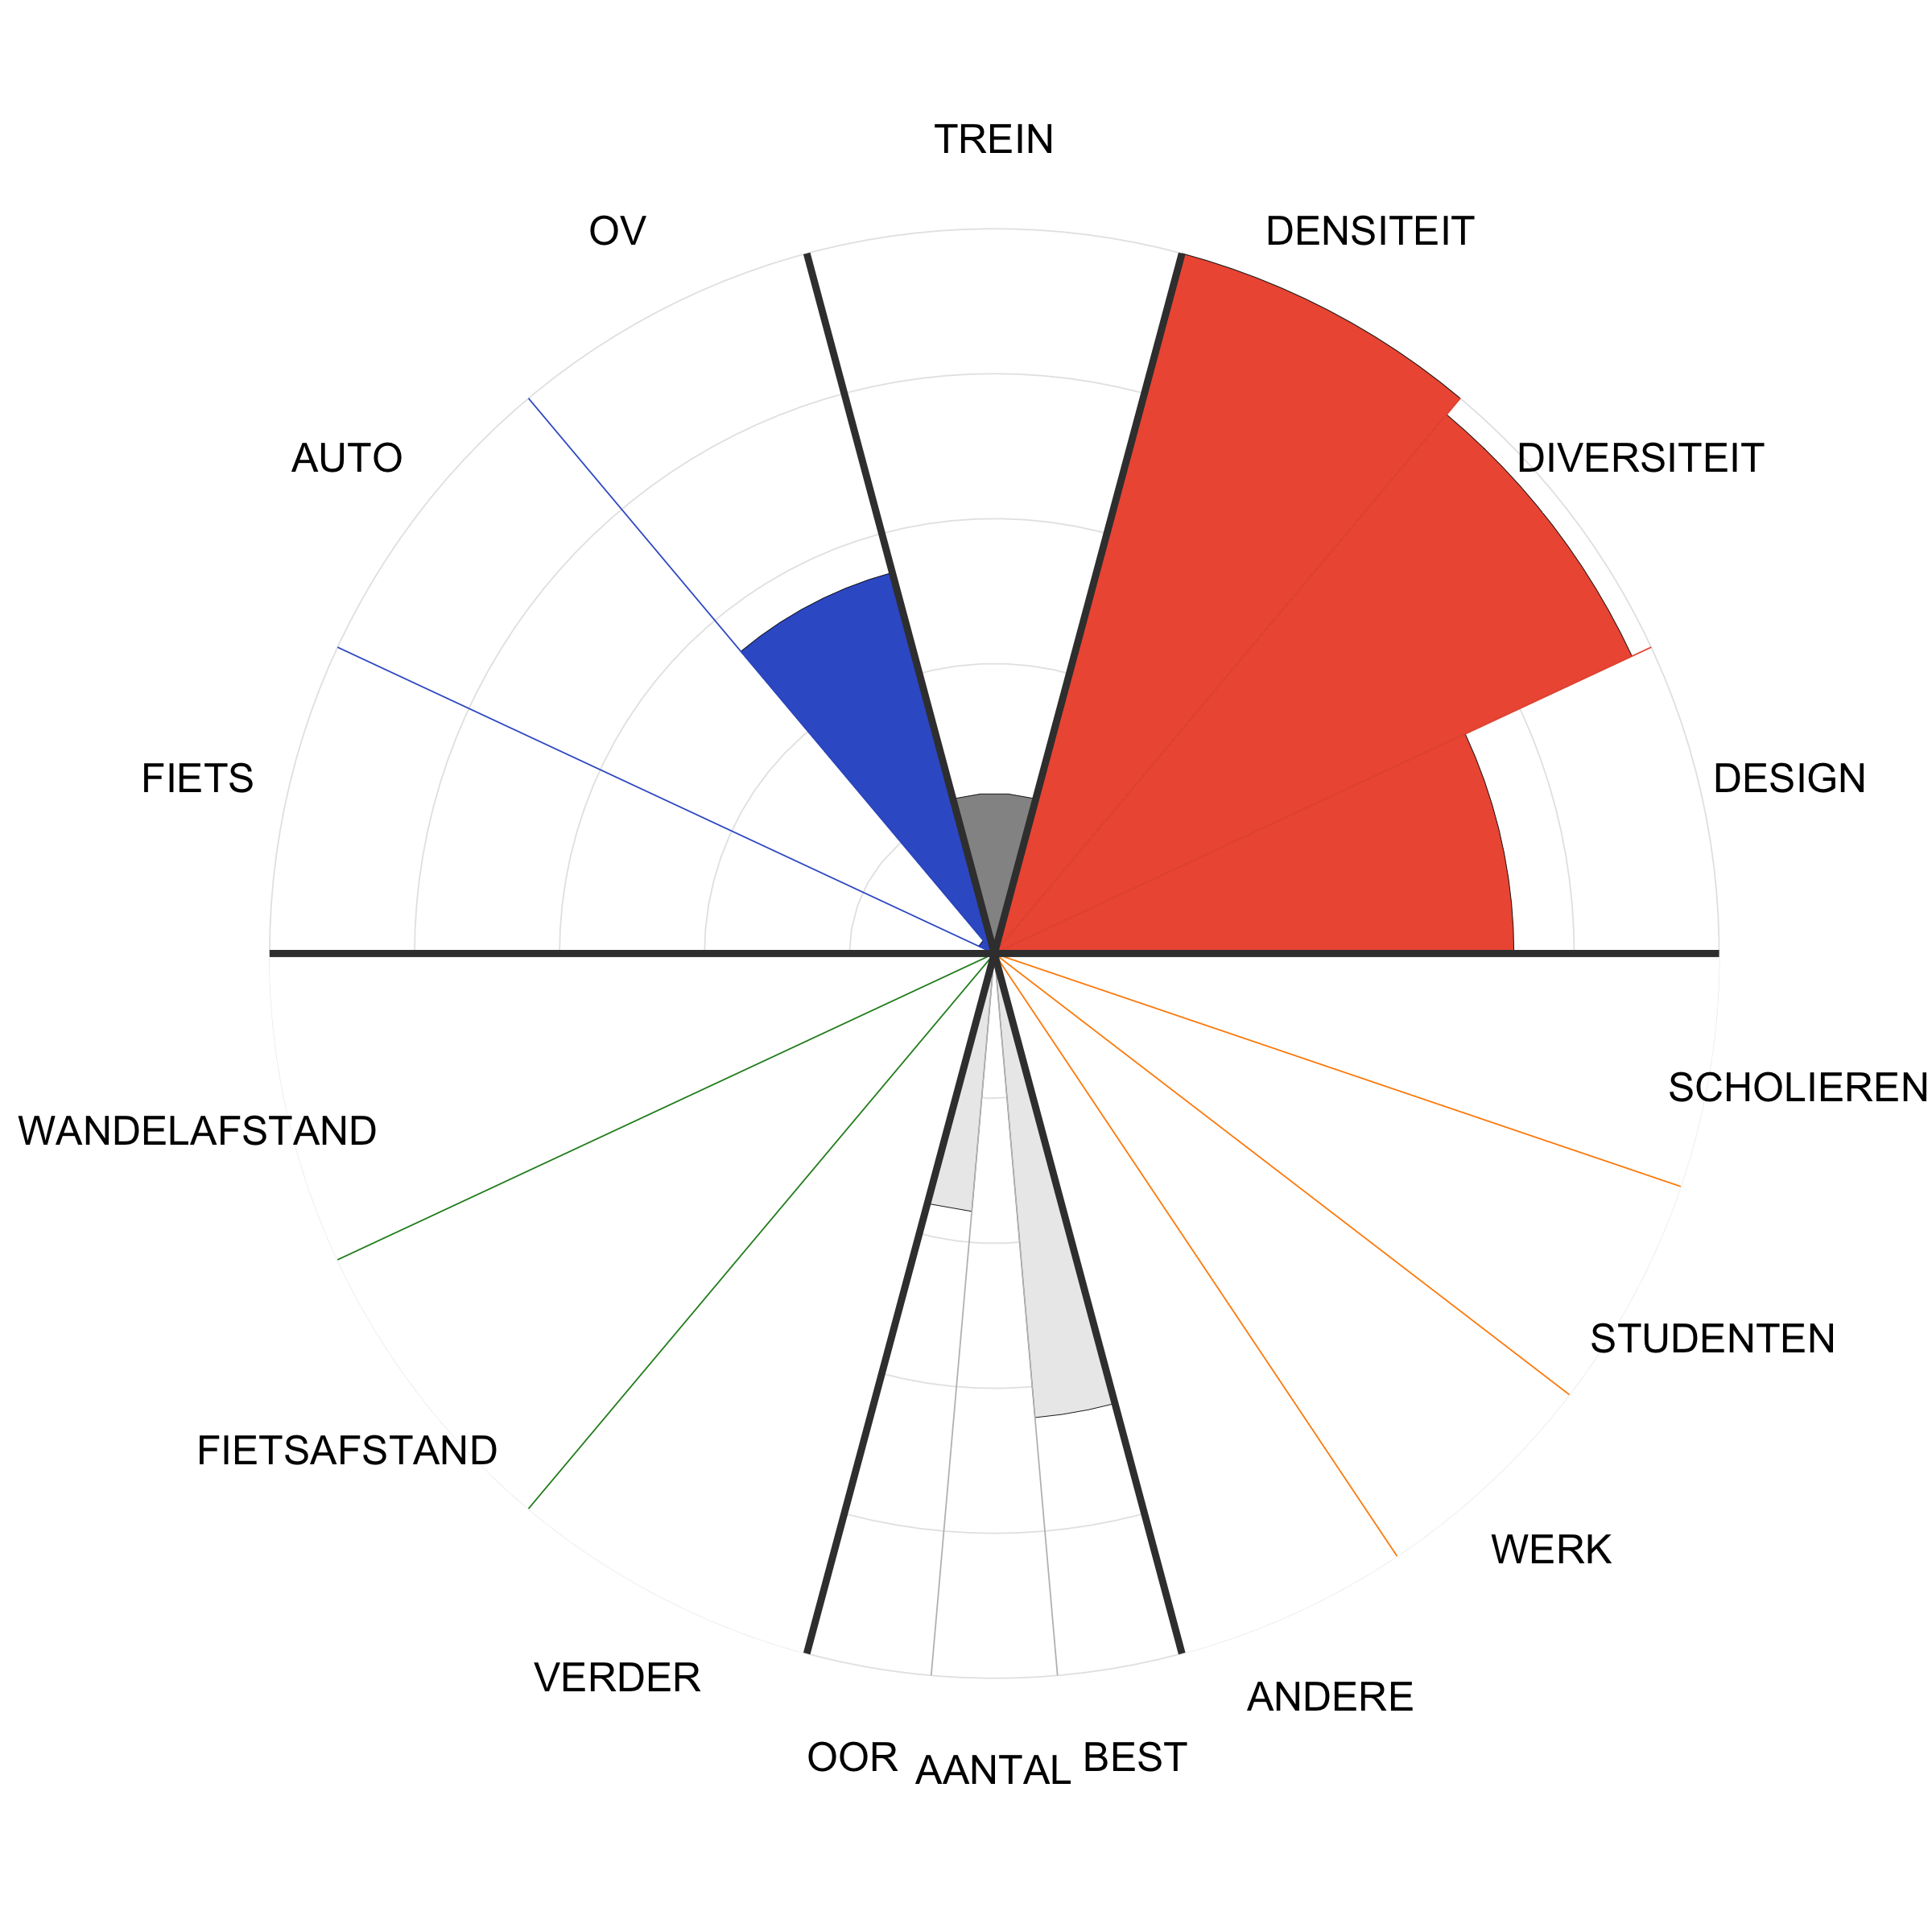 TREIN
OV
DENSITEIT
AUTO
DIVERSITEIT
FIETS
DESIGN
SCHOLIEREN
WANDELAFSTAND
STUDENTEN
FIETSAFSTAND
WERK
VERDER
ANDERE
OOR
AANTAL
BEST